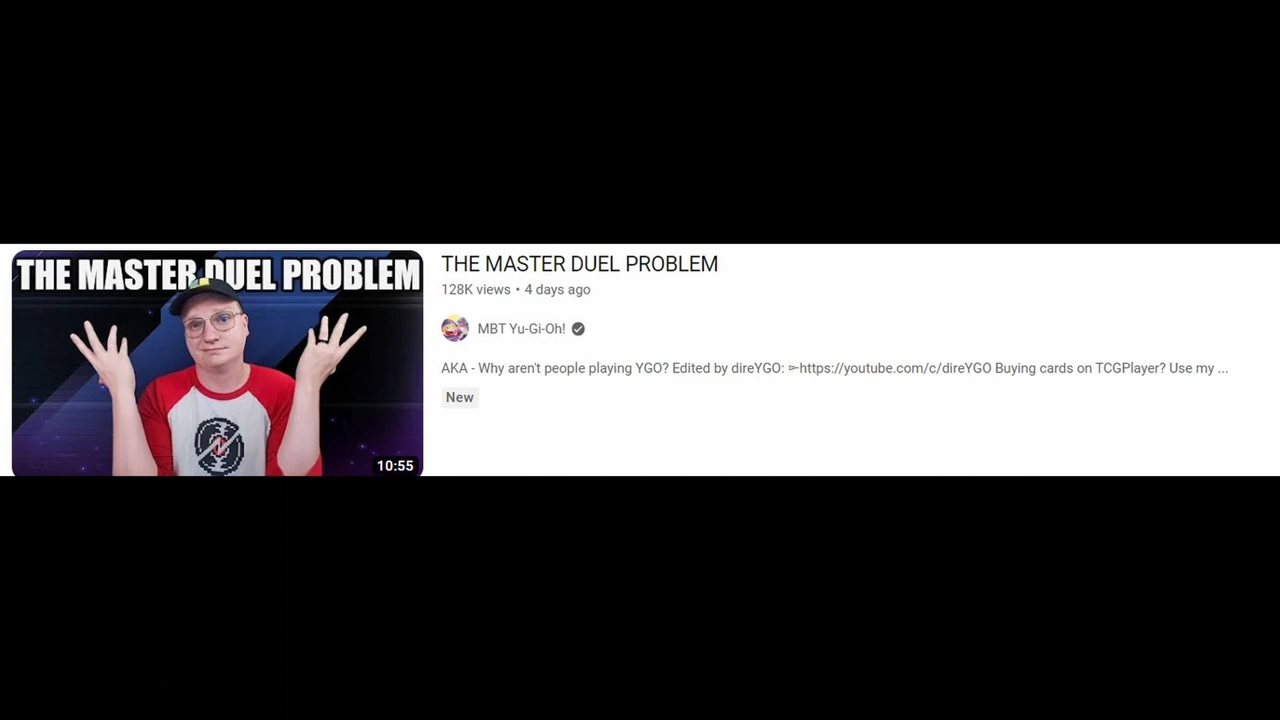 THE MASTER DUEL PROBLEM
10:55
THE MASTER DUEL PROBLEM
128K views • 4 days ago
MBT Yu-Gi-Oh!
AKA - Why aren't people playing YGO? Edited by direYGO: ➣https://youtube.com/c/direYGO Buying cards on TCGPlayer? Use my ...
New